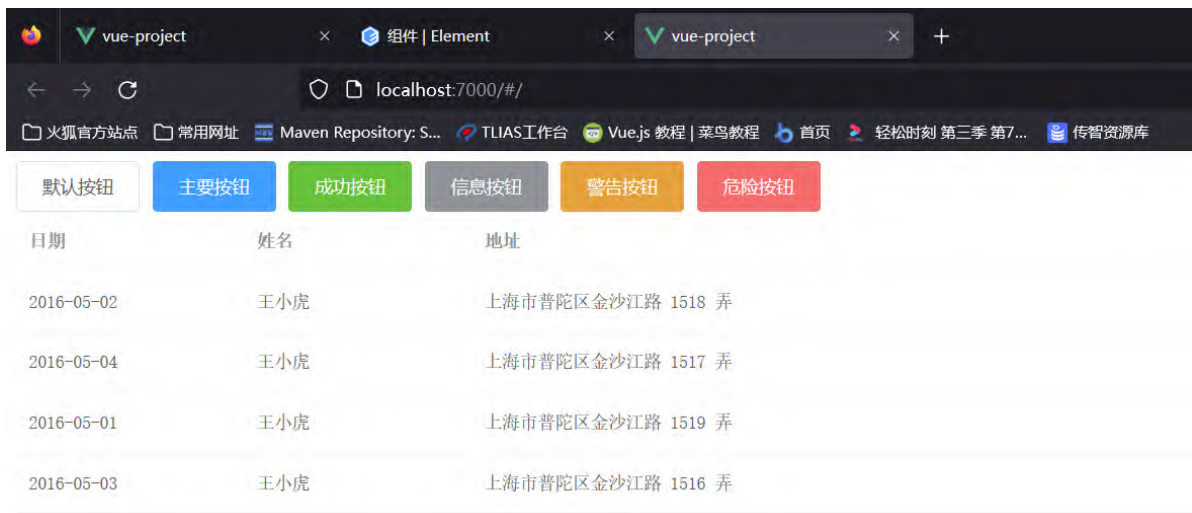 vue-project 组件 | Element vue-project
localhost:7000/#/
火狐官方站点 常用网址 Maven Repository: S... TLIAS工作台 Vue.js 教程 | 菜鸟教程 首页 轻松时刻 第三季 第7... 传智资源库
默认按钮 主要按钮 成功按钮 信息按钮 警告按钮 危险按钮
日期 姓名 地址
2016-05-02 王小虎 上海市普陀区金沙江路 1518 弄
2016-05-04 王小虎 上海市普陀区金沙江路 1517 弄
2016-05-01 王小虎 上海市普陀区金沙江路 1519 弄
2016-05-03 王小虎 上海市普陀区金沙江路 1516 弄